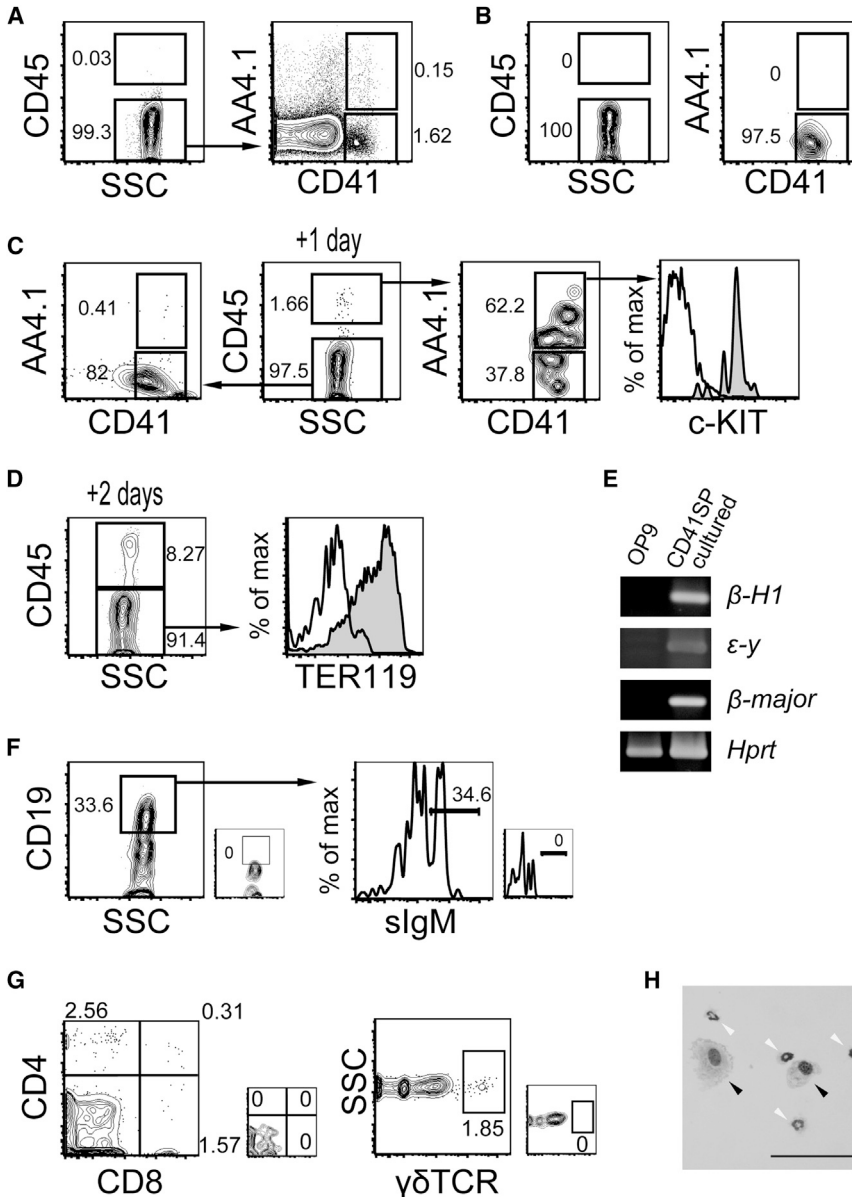 A
CD45
0.03
99.3
SSC
AA4.1
0.15
1.62
CD41
B
CD45
0
100
SSC
AA4.1
0
97.5
CD41
C
AA4.1
0.41
82
CD41
+1 day
CD45
1.66
97.5
SSC
AA4.1
62.2
37.8
CD41
% of max
c-KIT
D
+2 days
CD45
8.27
91.4
SSC
% of max
TER119
E
OP9
CD41SP
cultured
β-H1
ε-y
β-major
Hprt
F
CD19
33.6
SSC
0
% of max
34.6
sIgM
0
G
2.56
0.31
CD4
1.57
CD8
0
0
0
SSC
1.85
γδTCR
0
H